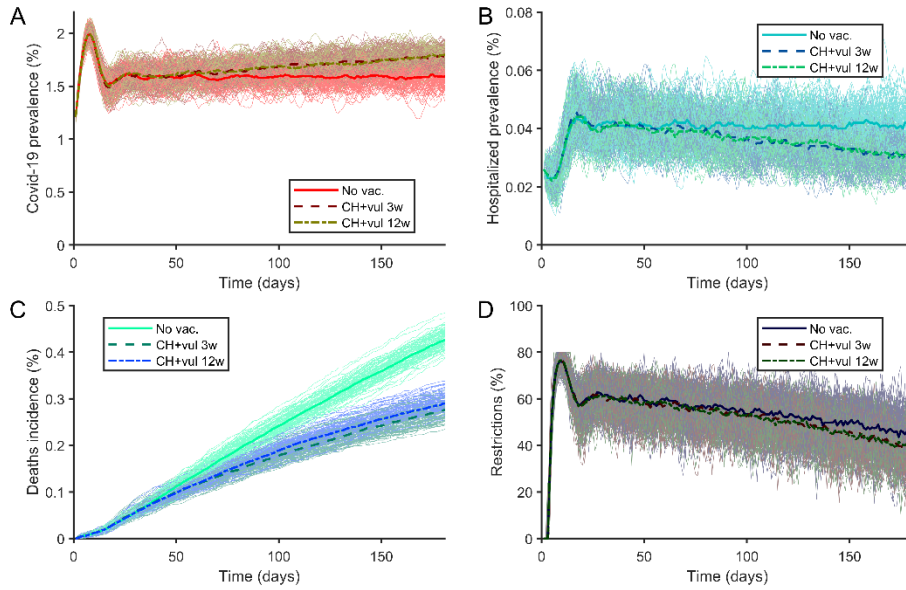 A
Covid-19 prevalence (%)
2
1.5
1
0.5
0
0
50
100
150
Time (days)
No vac.
CH+vul 3w
CH+vul 12w
B
Hospitalized prevalence (%)
0.08
0.06
0.04
0.02
0
0
50
100
150
Time (days)
No vac.
CH+vul 3w
CH+vul 12w
C
Deaths incidence (%)
0.5
0.4
0.3
0.2
0.1
0
0
50
100
150
Time (days)
No vac.
CH+vul 3w
CH+vul 12w
D
Restrictions (%)
100
80
60
40
20
0
0
50
100
150
Time (days)
No vac.
CH+vul 3w
CH+vul 12w